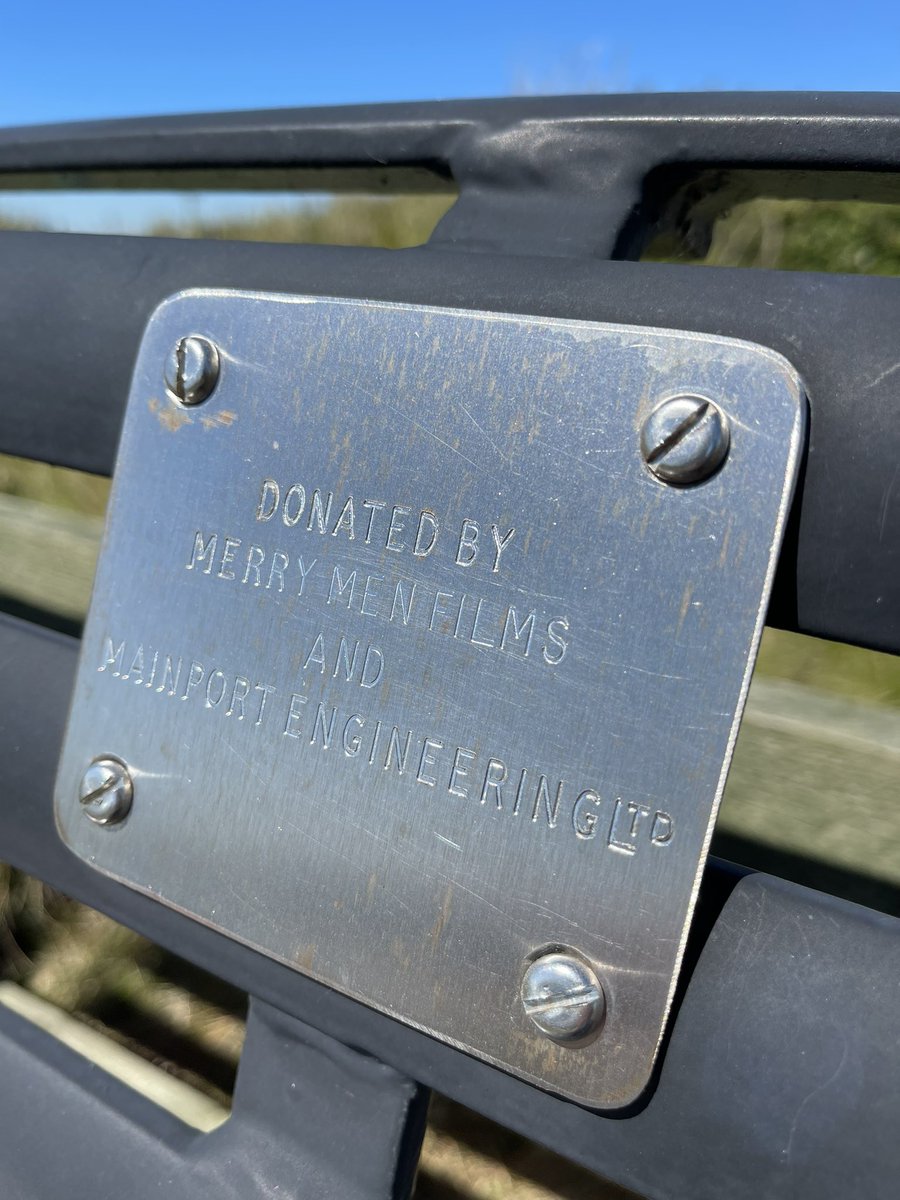 DONATED BY
MERRY MEN FILMS
AND
MAINPORT ENGINEERING LTD